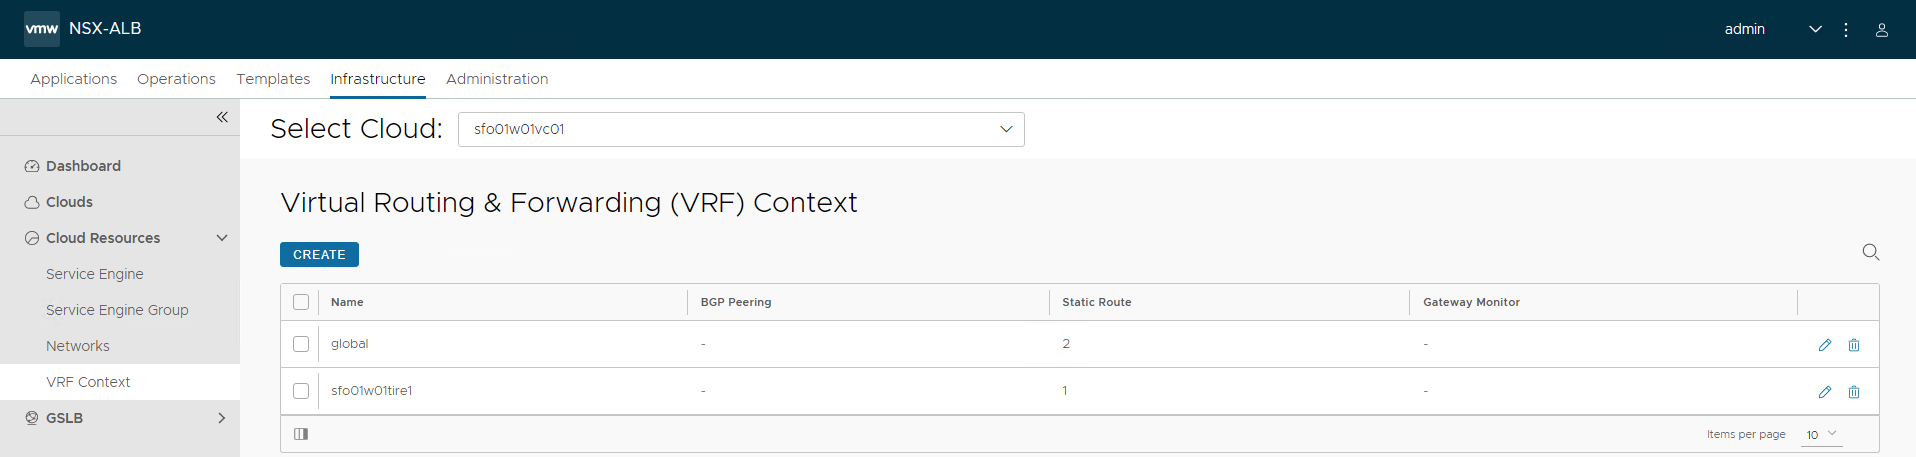 vmw NSX-ALB admin
Applications Operations Templates Infrastructure Administration
Select Cloud: sfo01w01vc01
Dashboard
Clouds
Cloud Resources
Service Engine
Service Engine Group
Networks
VRF Context
GSLB
Virtual Routing & Forwarding (VRF) Context
CREATE
Name BGP Peering Static Route Gateway Monitor
global - 2 -
sfo01w01tire1 - 1 -
Items per page 10